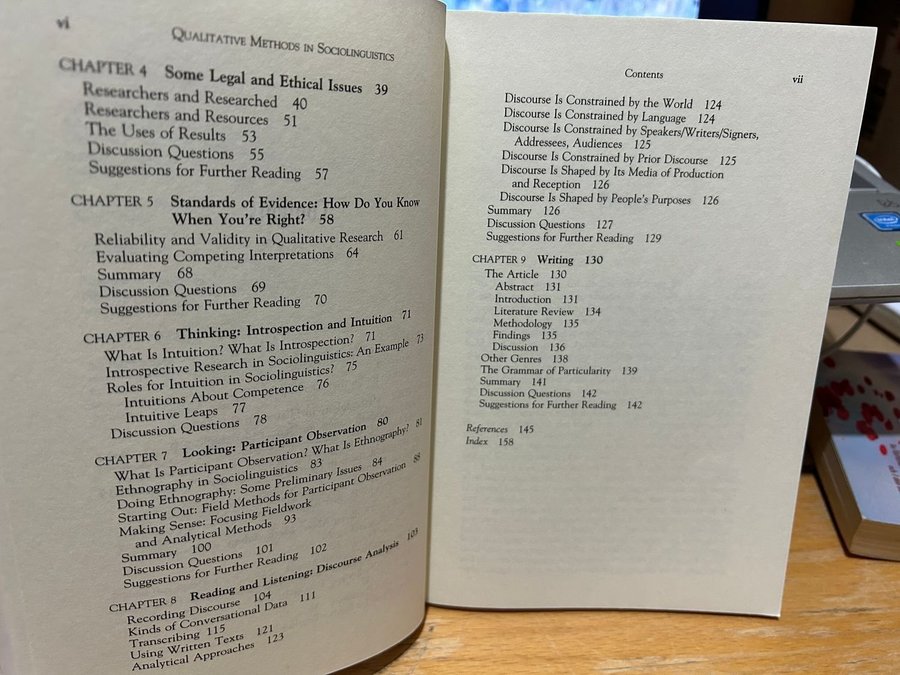 vi
QUALITATIVE METHODS IN SOCIOLINGUISTICS
CHAPTER 4 Some Legal and Ethical Issues 39
Researchers and Researched 40
Researchers and Resources 51
The Uses of Results 53
Discussion Questions 55
Suggestions for Further Reading 57
CHAPTER 5 Standards of Evidence: How Do You Know
When You're Right? 58
Reliability and Validity in Qualitative Research 61
Evaluating Competing Interpretations 64
Summary 68
Discussion Questions 69
Suggestions for Further Reading 70
CHAPTER 6 Thinking: Introspection and Intuition 71
What Is Intuition? What Is Introspection? 71
Introspective Research in Sociolinguistics: An Example 73
Roles for Intuition in Sociolinguistics? 75
Intuitions About Competence 76
Intuitive Leaps 77
Discussion Questions 78
CHAPTER 7 Looking: Participant Observation 80
What Is Participant Observation? What Is Ethnography? 81
Ethnography in Sociolinguistics 83
Doing Ethnography: Some Preliminary Issues 84
Starting Out: Field Methods for Participant Observation 88
Making Sense: Focusing Fieldwork
and Analytical Methods 93
Summary 100
Discussion Questions 101
Suggestions for Further Reading 102
CHAPTER 8 Reading and Listening: Discourse Analysis 103
Recording Discourse 104
Kinds of Conversational Data 111
Transcribing 115
Using Written Texts 121
Analytical Approaches 123
Contents vii
Discourse Is Constrained by the World 124
Discourse Is Constrained by Language 124
Discourse Is Constrained by Speakers/Writers/Signers,
Addressees, Audiences 125
Discourse Is Constrained by Prior Discourse 125
Discourse Is Shaped by Its Media of Production
and Reception 126
Discourse Is Shaped by People's Purposes 126
Summary 126
Discussion Questions 127
Suggestions for Further Reading 129
CHAPTER 9 Writing 130
The Article 130
Abstract 131
Introduction 131
Literature Review 134
Methodology 135
Findings 135
Discussion 136
Other Genres 138
The Grammar of Particularity 139
Summary 141
Discussion Questions 142
Suggestions for Further Reading 142
References 145
Index 158
intel